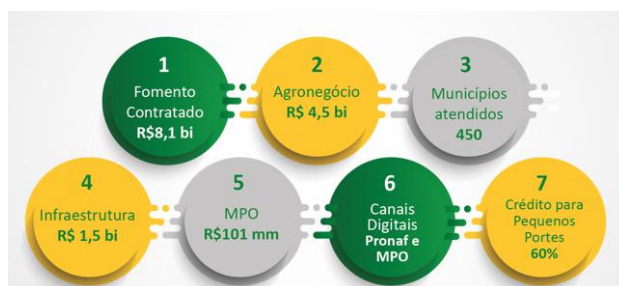 1
Fomento
Contratado
R$8,1 bi
2
Agronegócio
R$ 4,5 bi
3
Municípios
atendidos
450
4
Infraestrutura
R$ 1,5 bi
5
MPO
R$101 mm
6
Canais
Digitais
Pronaf e
MPO
7
Crédito para
Pequenos
Portes
60%